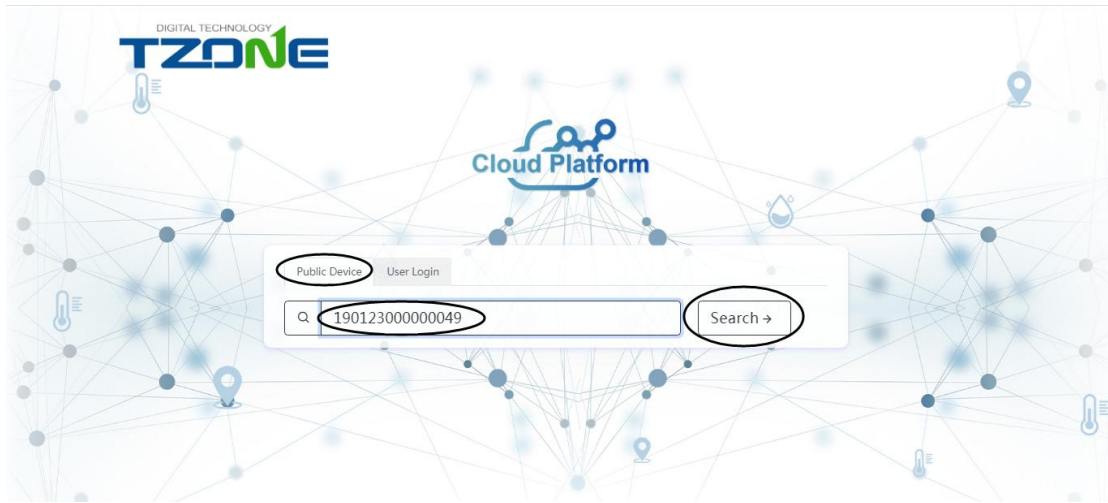 DIGITAL TECHNOLOGY
TZONE
Cloud Platform
Public Device User Login
190123000000049 Search →